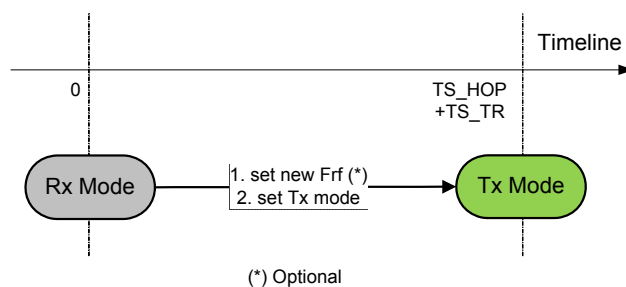 Timeline
0
TS_HOP
+TS_TR
Rx Mode
1. set new Frf (*)
2. set Tx mode
Tx Mode
(*) Optional